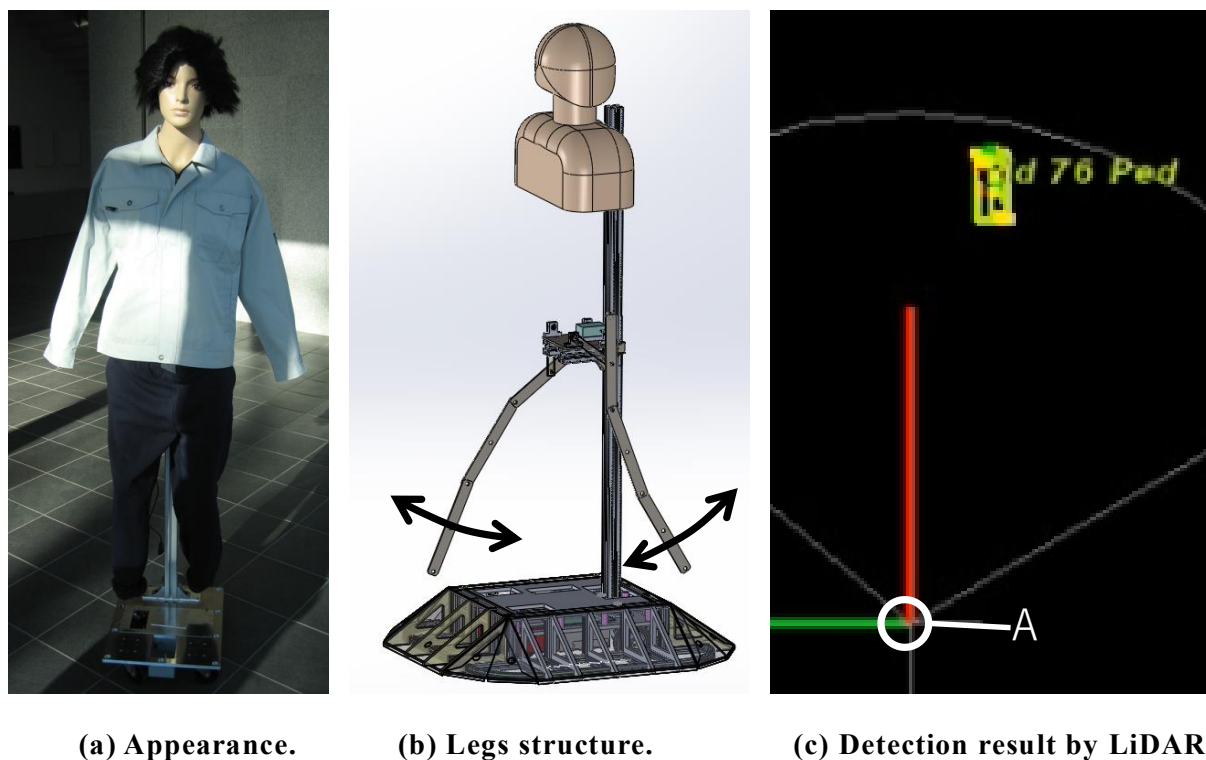 d 76 Ped
A
(a) Appearance.
(b) Legs structure.
(c) Detection result by LiDAR